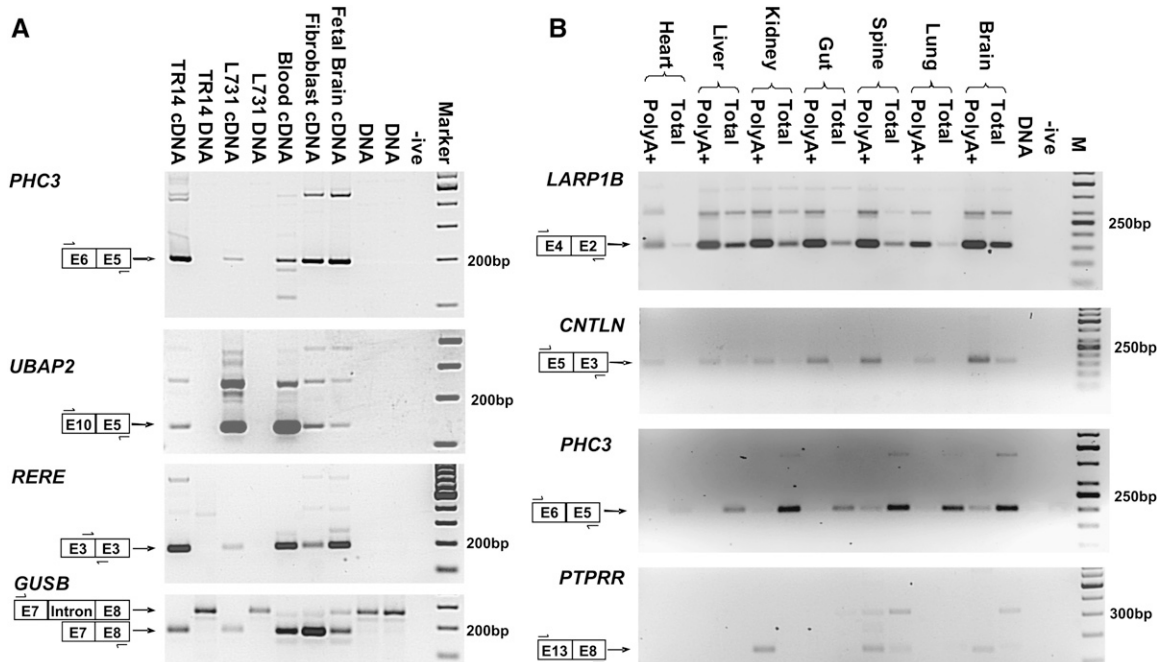 A
TR14 cDNA
TR14 DNA
L731 cDNA
L731 DNA
Blood cDNA
Fibroblast cDNA
Fetal Brain cDNA
DNA
DNA
-ive
Marker
PHC3
E6 E5
200bp
UBAP2
E10 E5
200bp
RERE
E3 E3
200bp
GUSB
E7 Intron E8
E7 E8
200bp
B
Heart Liver Kidney Gut Spine Lung Brain
PolyA+ Total PolyA+ Total PolyA+ Total PolyA+ Total PolyA+ Total PolyA+ Total PolyA+ Total DNA -ive M
LARP1B
E4 E2
250bp
CNTLN
E5 E3
250bp
PHC3
E6 E5
250bp
PTPRR
E13 E8
300bp